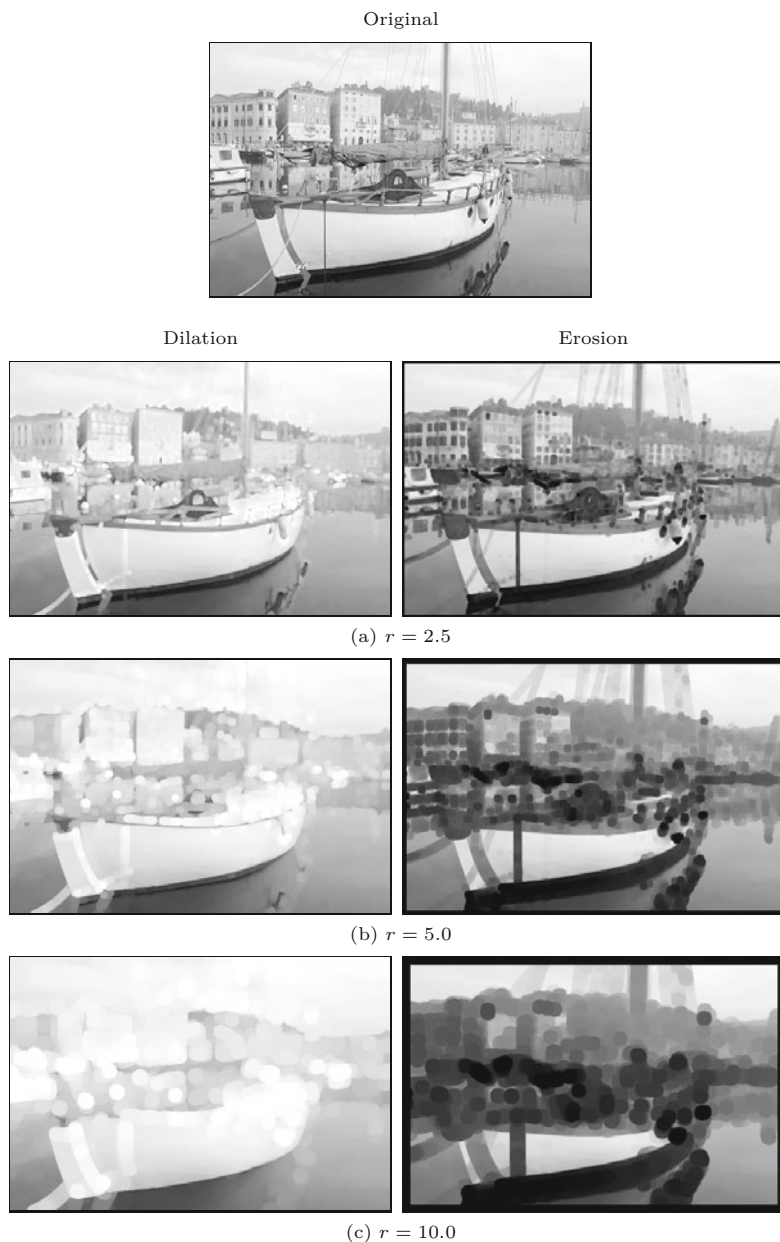 Original
Dilation Erosion
(a) r = 2.5
(b) r = 5.0
(c) r = 10.0